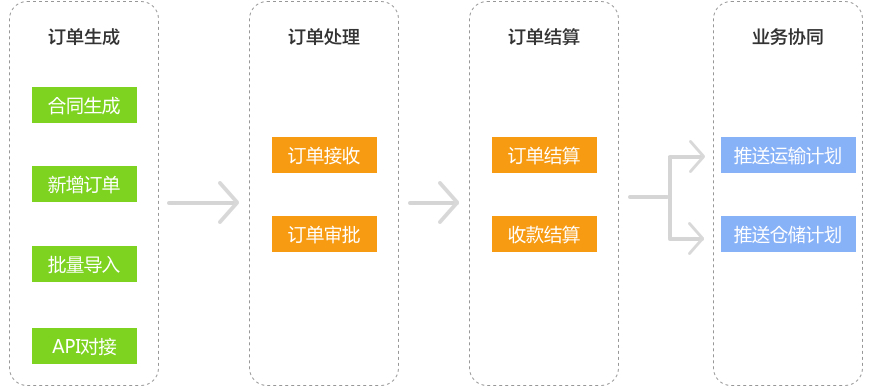 订单生成
合同生成
新增订单
批量导入
API对接
订单处理
订单接收
订单审批
订单结算
订单结算
收款结算
业务协同
推送运输计划
推送仓储计划